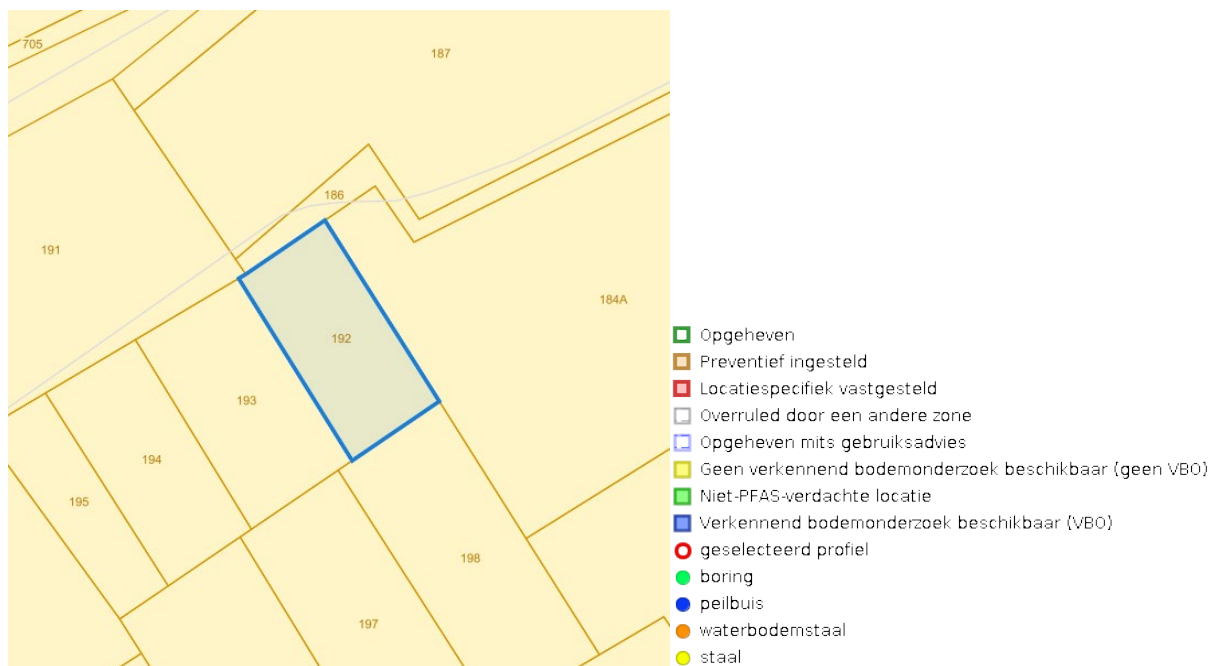 705
187
186
191
184A
192
193
194
195
198
197
Opgeheven
Preventief ingesteld
Locatiespecifiek vastgesteld
Overruled door een andere zone
Opgeheven mits gebruiksadvies
Geen verkennend bodemonderzoek beschikbaar (geen VBO)
Niet-PFAS-verdachte locatie
Verkennend bodemonderzoek beschikbaar (VBO)
geselecteerd profiel
boring
peilbuis
waterbodemstaal
staal